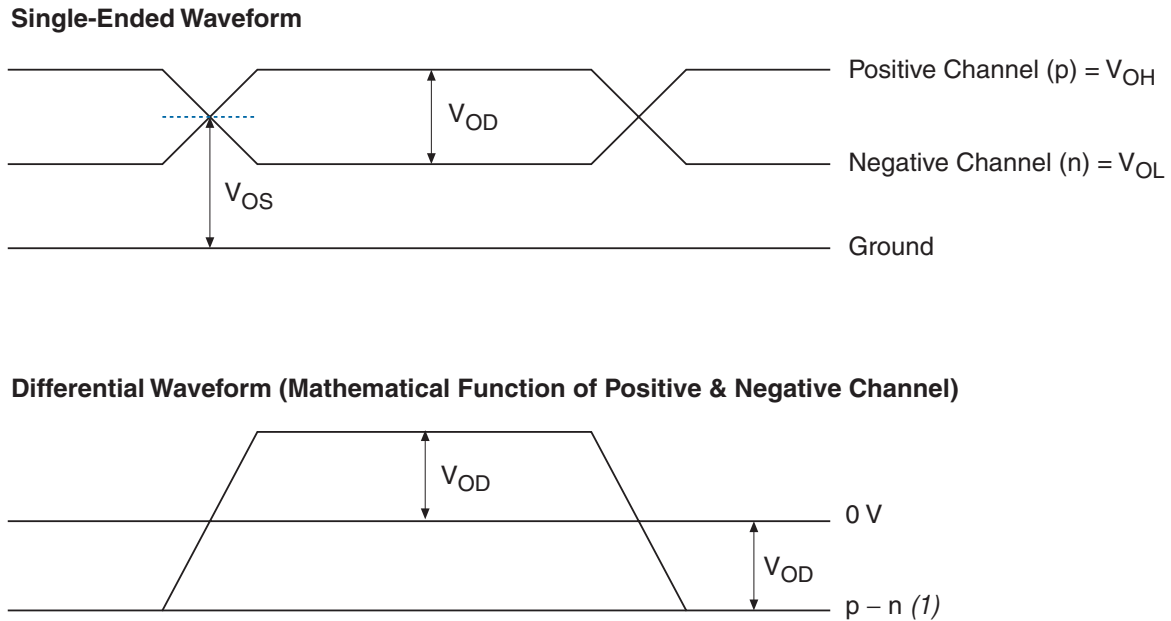 Single-Ended Waveform
Positive Channel (p) = VOH
VOD
Negative Channel (n) = VOL
VOS
Ground
Differential Waveform (Mathematical Function of Positive & Negative Channel)
VOD
0 V
VOD
p – n (1)